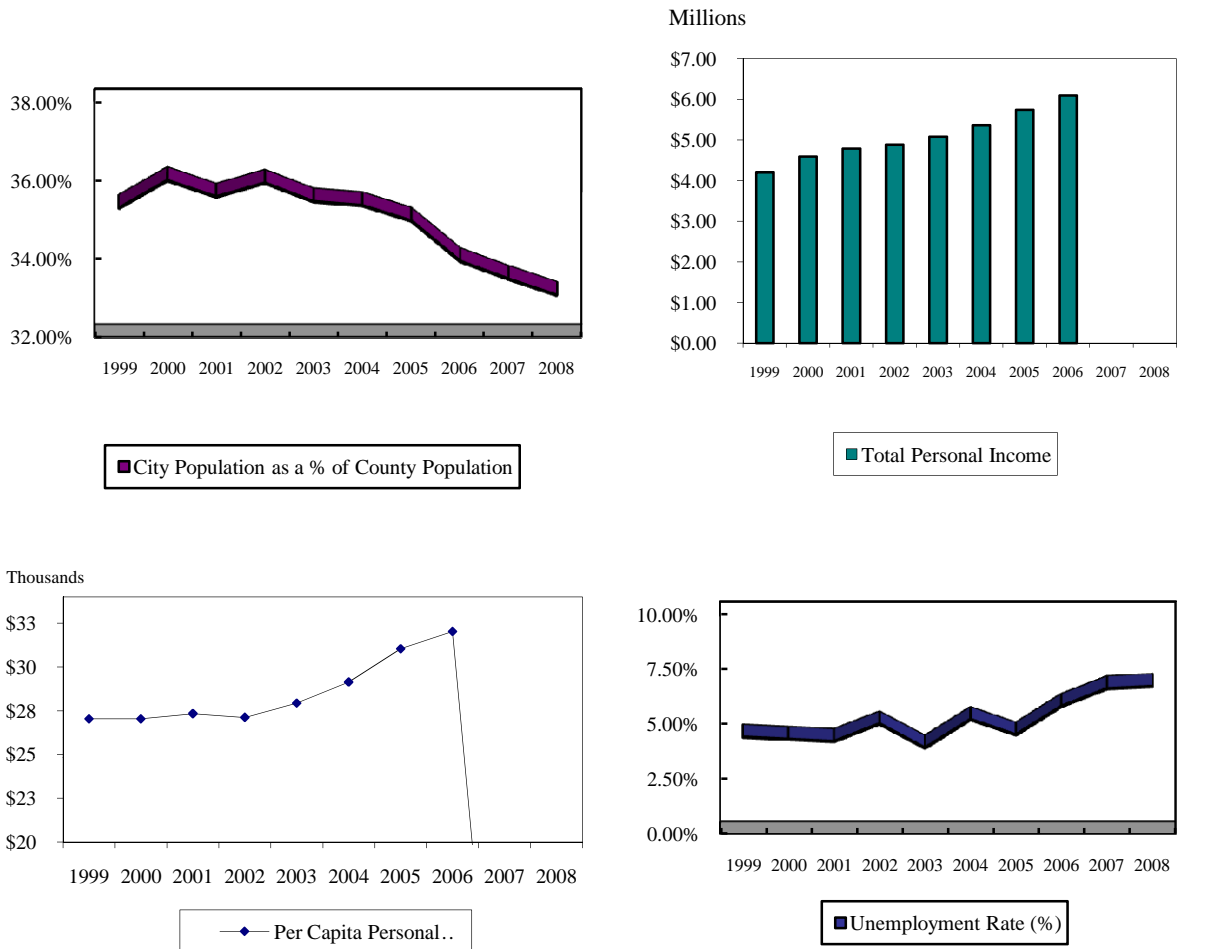 38.00%
36.00%
34.00%
32.00%
1999 2000 2001 2002 2003 2004 2005 2006 2007 2008
City Population as a % of County Population
Millions
$7.00
$6.00
$5.00
$4.00
$3.00
$2.00
$1.00
$0.00
1999 2000 2001 2002 2003 2004 2005 2006 2007 2008
Total Personal Income
Thousands
$33
$30
$28
$25
$23
$20
1999 2000 2001 2002 2003 2004 2005 2006 2007 2008
Per Capita Personal..
10.00%
7.50%
5.00%
2.50%
0.00%
1999 2000 2001 2002 2003 2004 2005 2006 2007 2008
Unemployment Rate (%)